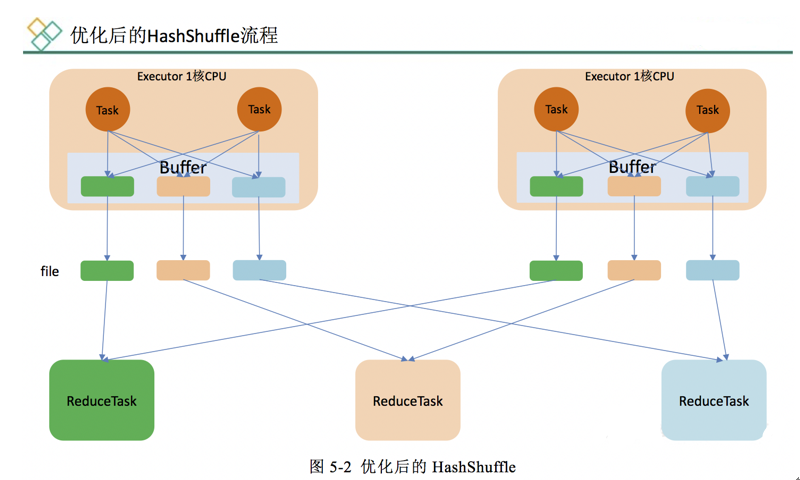 优化后的HashShuffle流程
Executor 1核CPU
Executor 1核CPU
Task
Task
Task
Task
Buffer
Buffer
file
ReduceTask
ReduceTask
ReduceTask
图 5-2 优化后的 HashShuffle